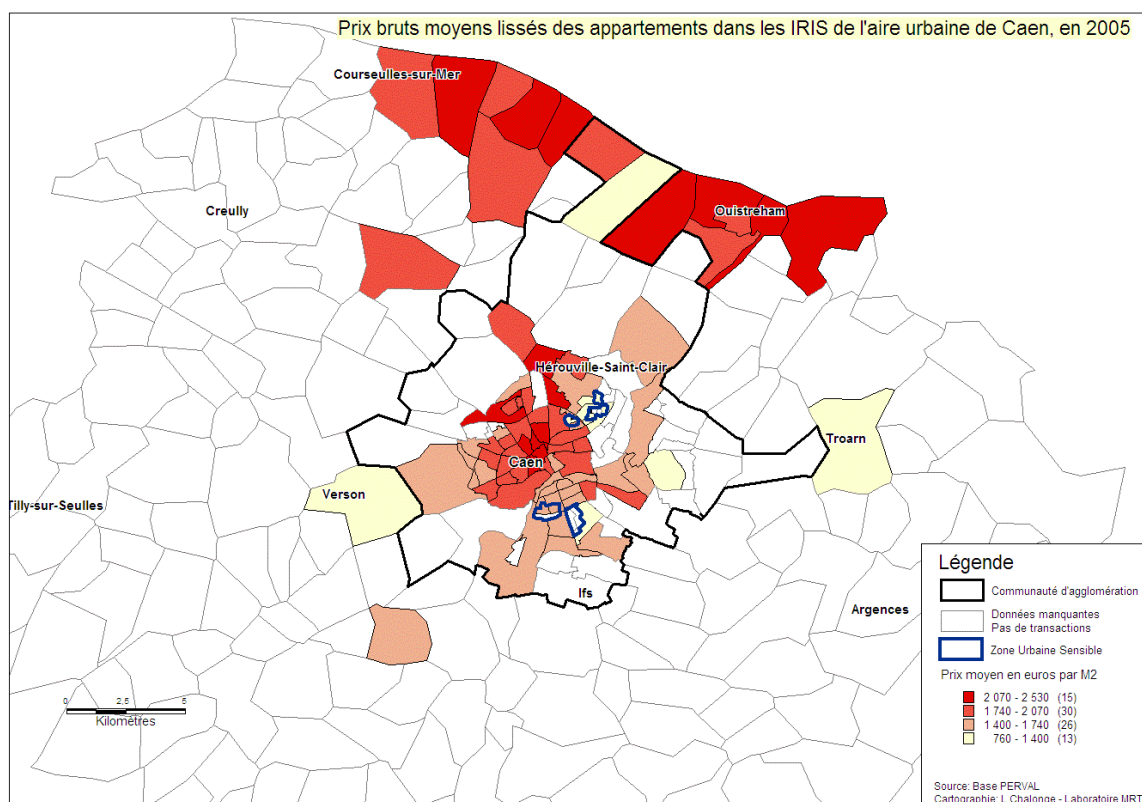 Prix bruts moyens lissés des appartements dans les IRIS de l'aire urbaine de Caen, en 2005
Courseulles-sur-Mer
Creully
Ouistreham
Hérouville-Saint-Clair
Troarn
Caen
Verson
Tilly-sur-Seulles
Ifs
Argences
0 2,5 5
Kilomètres
Légende
Communauté d'agglomération
Données manquantes
Pas de transactions
Zone Urbaine Sensible
Prix moyen en euros par M2
2 070 - 2 530 (15)
1 740 - 2 070 (30)
1 400 - 1 740 (26)
760 - 1 400 (13)
Source: Base PERVAL
Cartographie: L Chalonge - Laboratoire MRT